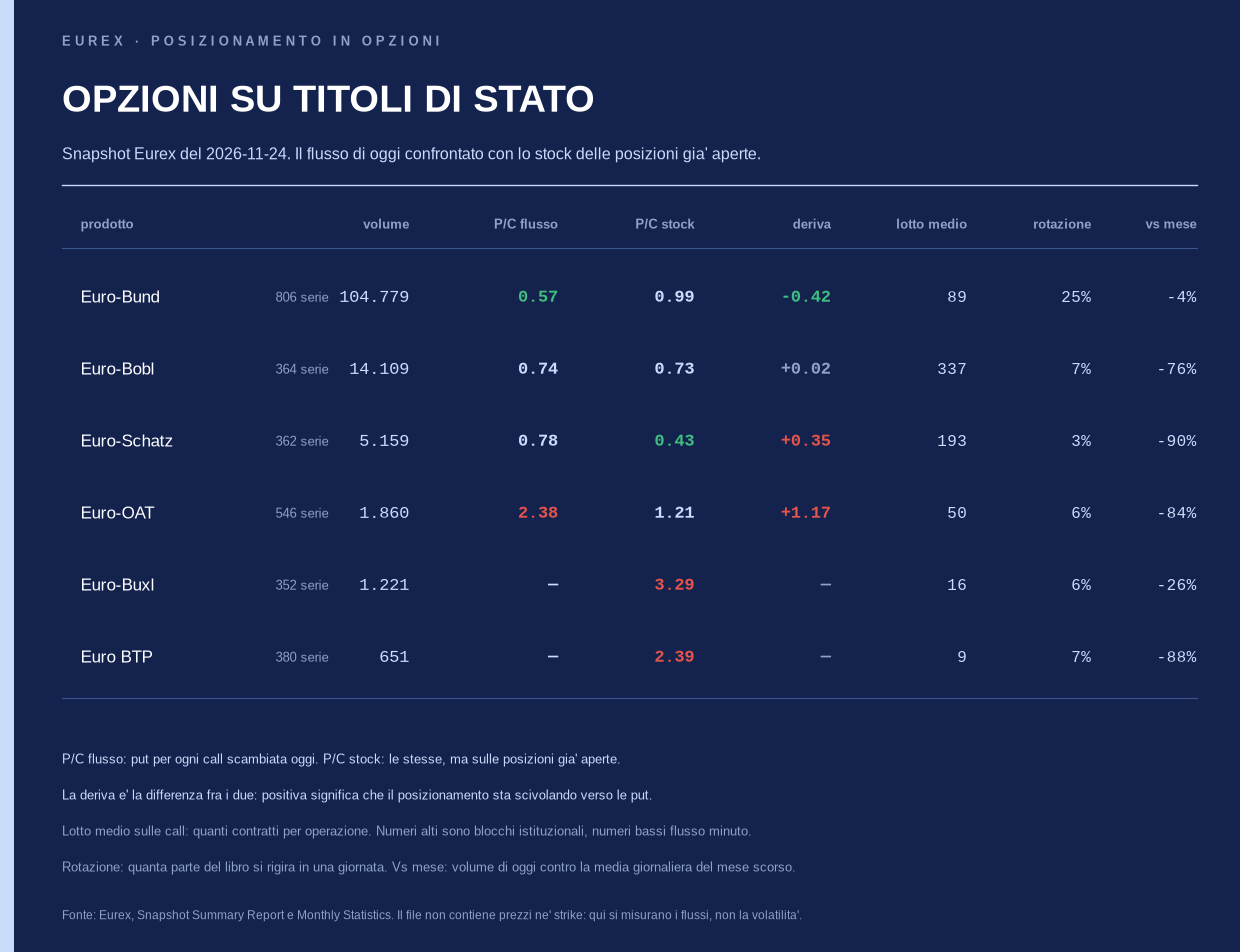 EUREX · POSIZIONAMENTO IN OPZIONI
OPZIONI SU TITOLI DI STATO
Snapshot Eurex del 2026-11-24. Il flusso di oggi confrontato con lo stock delle posizioni gia' aperte.
prodotto volume P/C flusso P/C stock deriva lotto medio rotazione vs mese
Euro-Bund 806 serie 104.779 0.57 0.99 -0.42 89 25% -4%
Euro-Bobl 364 serie 14.109 0.74 0.73 +0.02 337 7% -76%
Euro-Schatz 362 serie 5.159 0.78 0.43 +0.35 193 3% -90%
Euro-OAT 546 serie 1.860 2.38 1.21 +1.17 50 6% -84%
Euro-Buxl 352 serie 1.221 — 3.29 — 16 6% -26%
Euro BTP 380 serie 651 — 2.39 — 9 7% -88%
P/C flusso: put per ogni call scambiata oggi. P/C stock: le stesse, ma sulle posizioni gia' aperte.
La deriva e' la differenza fra i due: positiva significa che il posizionamento sta scivolando verso le put.
Lotto medio sulle call: quanti contratti per operazione. Numeri alti sono blocchi istituzionali, numeri bassi flusso minuto.
Rotazione: quanta parte del libro si rigira in una giornata. Vs mese: volume di oggi contro la media giornaliera del mese scorso.
Fonte: Eurex, Snapshot Summary Report e Monthly Statistics. Il file non contiene prezzi ne' strike: qui si misurano i flussi, non la volatilita'.